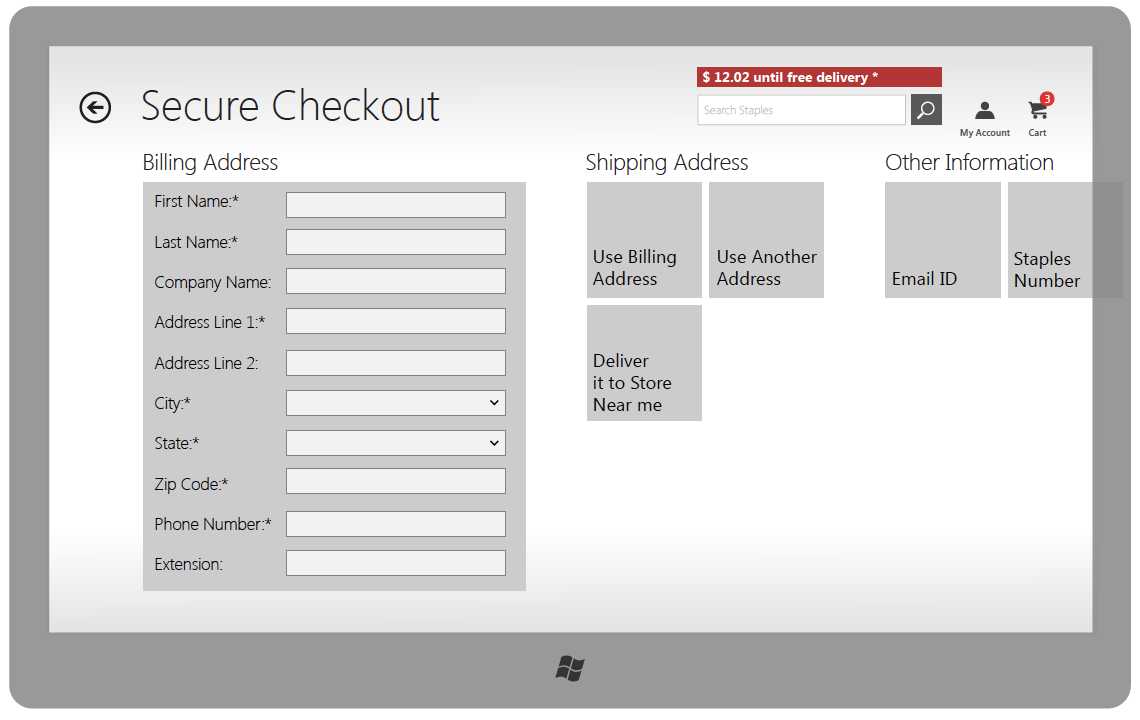 $ 12.02 until free delivery *
Secure Checkout
Search Staples
3
My Account
Cart
Billing Address
First Name:*
Last Name:*
Company Name:
Address Line 1:*
Address Line 2:
City:*
State:*
Zip Code:*
Phone Number:*
Extension:
Shipping Address
Use Billing
Address
Use Another
Address
Deliver
it to Store
Near me
Other Information
Email ID
Staples
Number